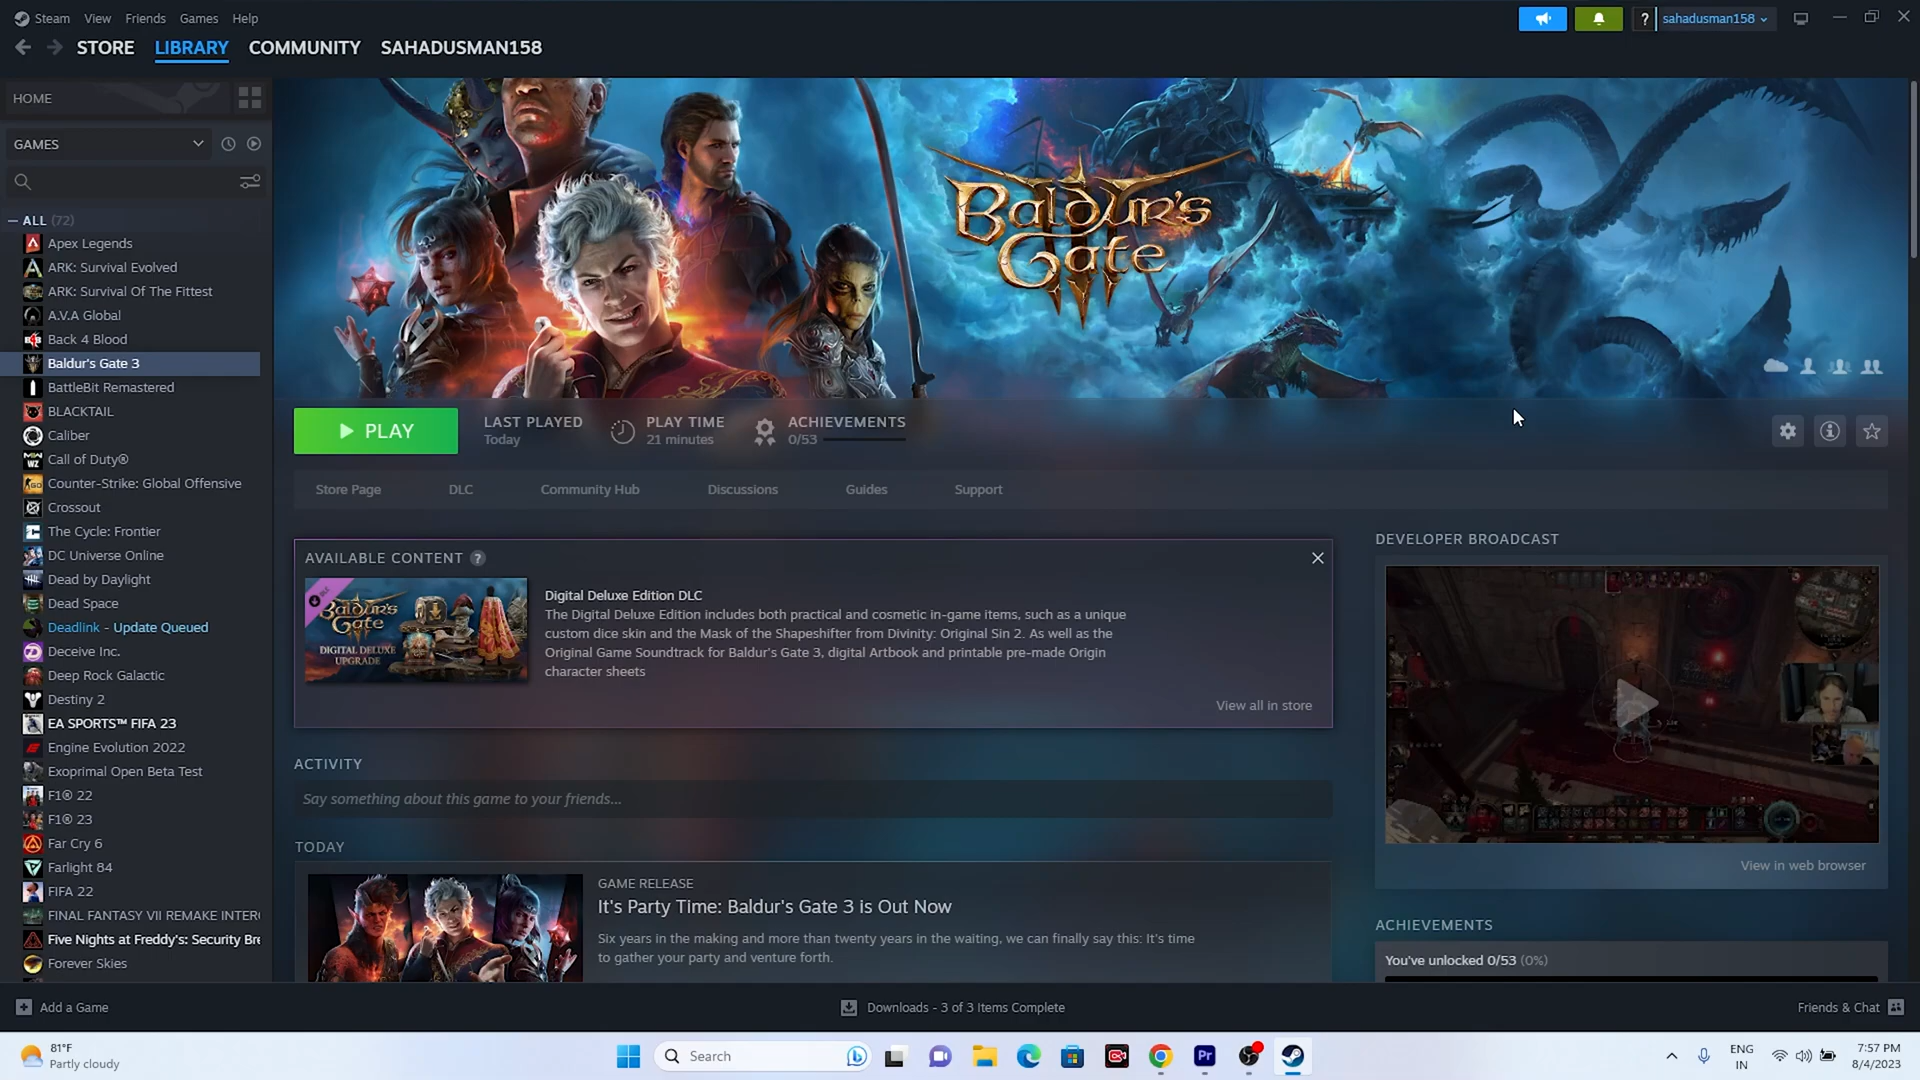 Steam View Friends Games Help
? sahadusman158
STORE LIBRARY COMMUNITY SAHADUSMAN158
HOME
GAMES
ALL (72)
Apex Legends
ARK: Survival Evolved
ARK: Survival Of The Fittest
A.V.A Global
Back 4 Blood
Baldur's Gate 3
BattleBit Remastered
BLACKTAIL
Caliber
Call of Duty®
Counter-Strike: Global Offensive
Crossout
The Cycle: Frontier
DC Universe Online
Dead by Daylight
Dead Space
Deadlink - Update Queued
Deceive Inc.
Deep Rock Galactic
Destiny 2
EA SPORTS™ FIFA 23
Engine Evolution 2022
Exoprimal Open Beta Test
F1® 22
F1® 23
Far Cry 6
Farlight 84
FIFA 22
FINAL FANTASY VII REMAKE INTERG
Five Nights at Freddy's: Security Bre
Forever Skies
Baldur's
Gate
III
PLAY
LAST PLAYED
Today
PLAY TIME
21 minutes
ACHIEVEMENTS
0/53
Store Page DLC Community Hub Discussions Guides Support
AVAILABLE CONTENT ?
Baldur's
Gate
DIGITAL DELUXE
UPGRADE
DLC
Digital Deluxe Edition DLC
The Digital Deluxe Edition includes both practical and cosmetic in-game items, such as a unique
custom dice skin and the Mask of the Shapeshifter from Divinity: Original Sin 2. As well as the
Original Game Soundtrack for Baldur's Gate 3, digital Artbook and printable pre-made Origin
character sheets
View all in store
ACTIVITY
Say something about this game to your friends...
TODAY
GAME RELEASE
It's Party Time: Baldur's Gate 3 is Out Now
Six years in the making and more than twenty years in the waiting, we can finally say this: It's time
to gather your party and venture forth.
DEVELOPER BROADCAST
View in web browser
ACHIEVEMENTS
You've unlocked 0/53 (0%)
Add a Game
Downloads - 3 of 3 Items Complete
Friends & Chat
81°F
Partly cloudy
Search
Pr
ENG
IN
7:57 PM
8/4/2023